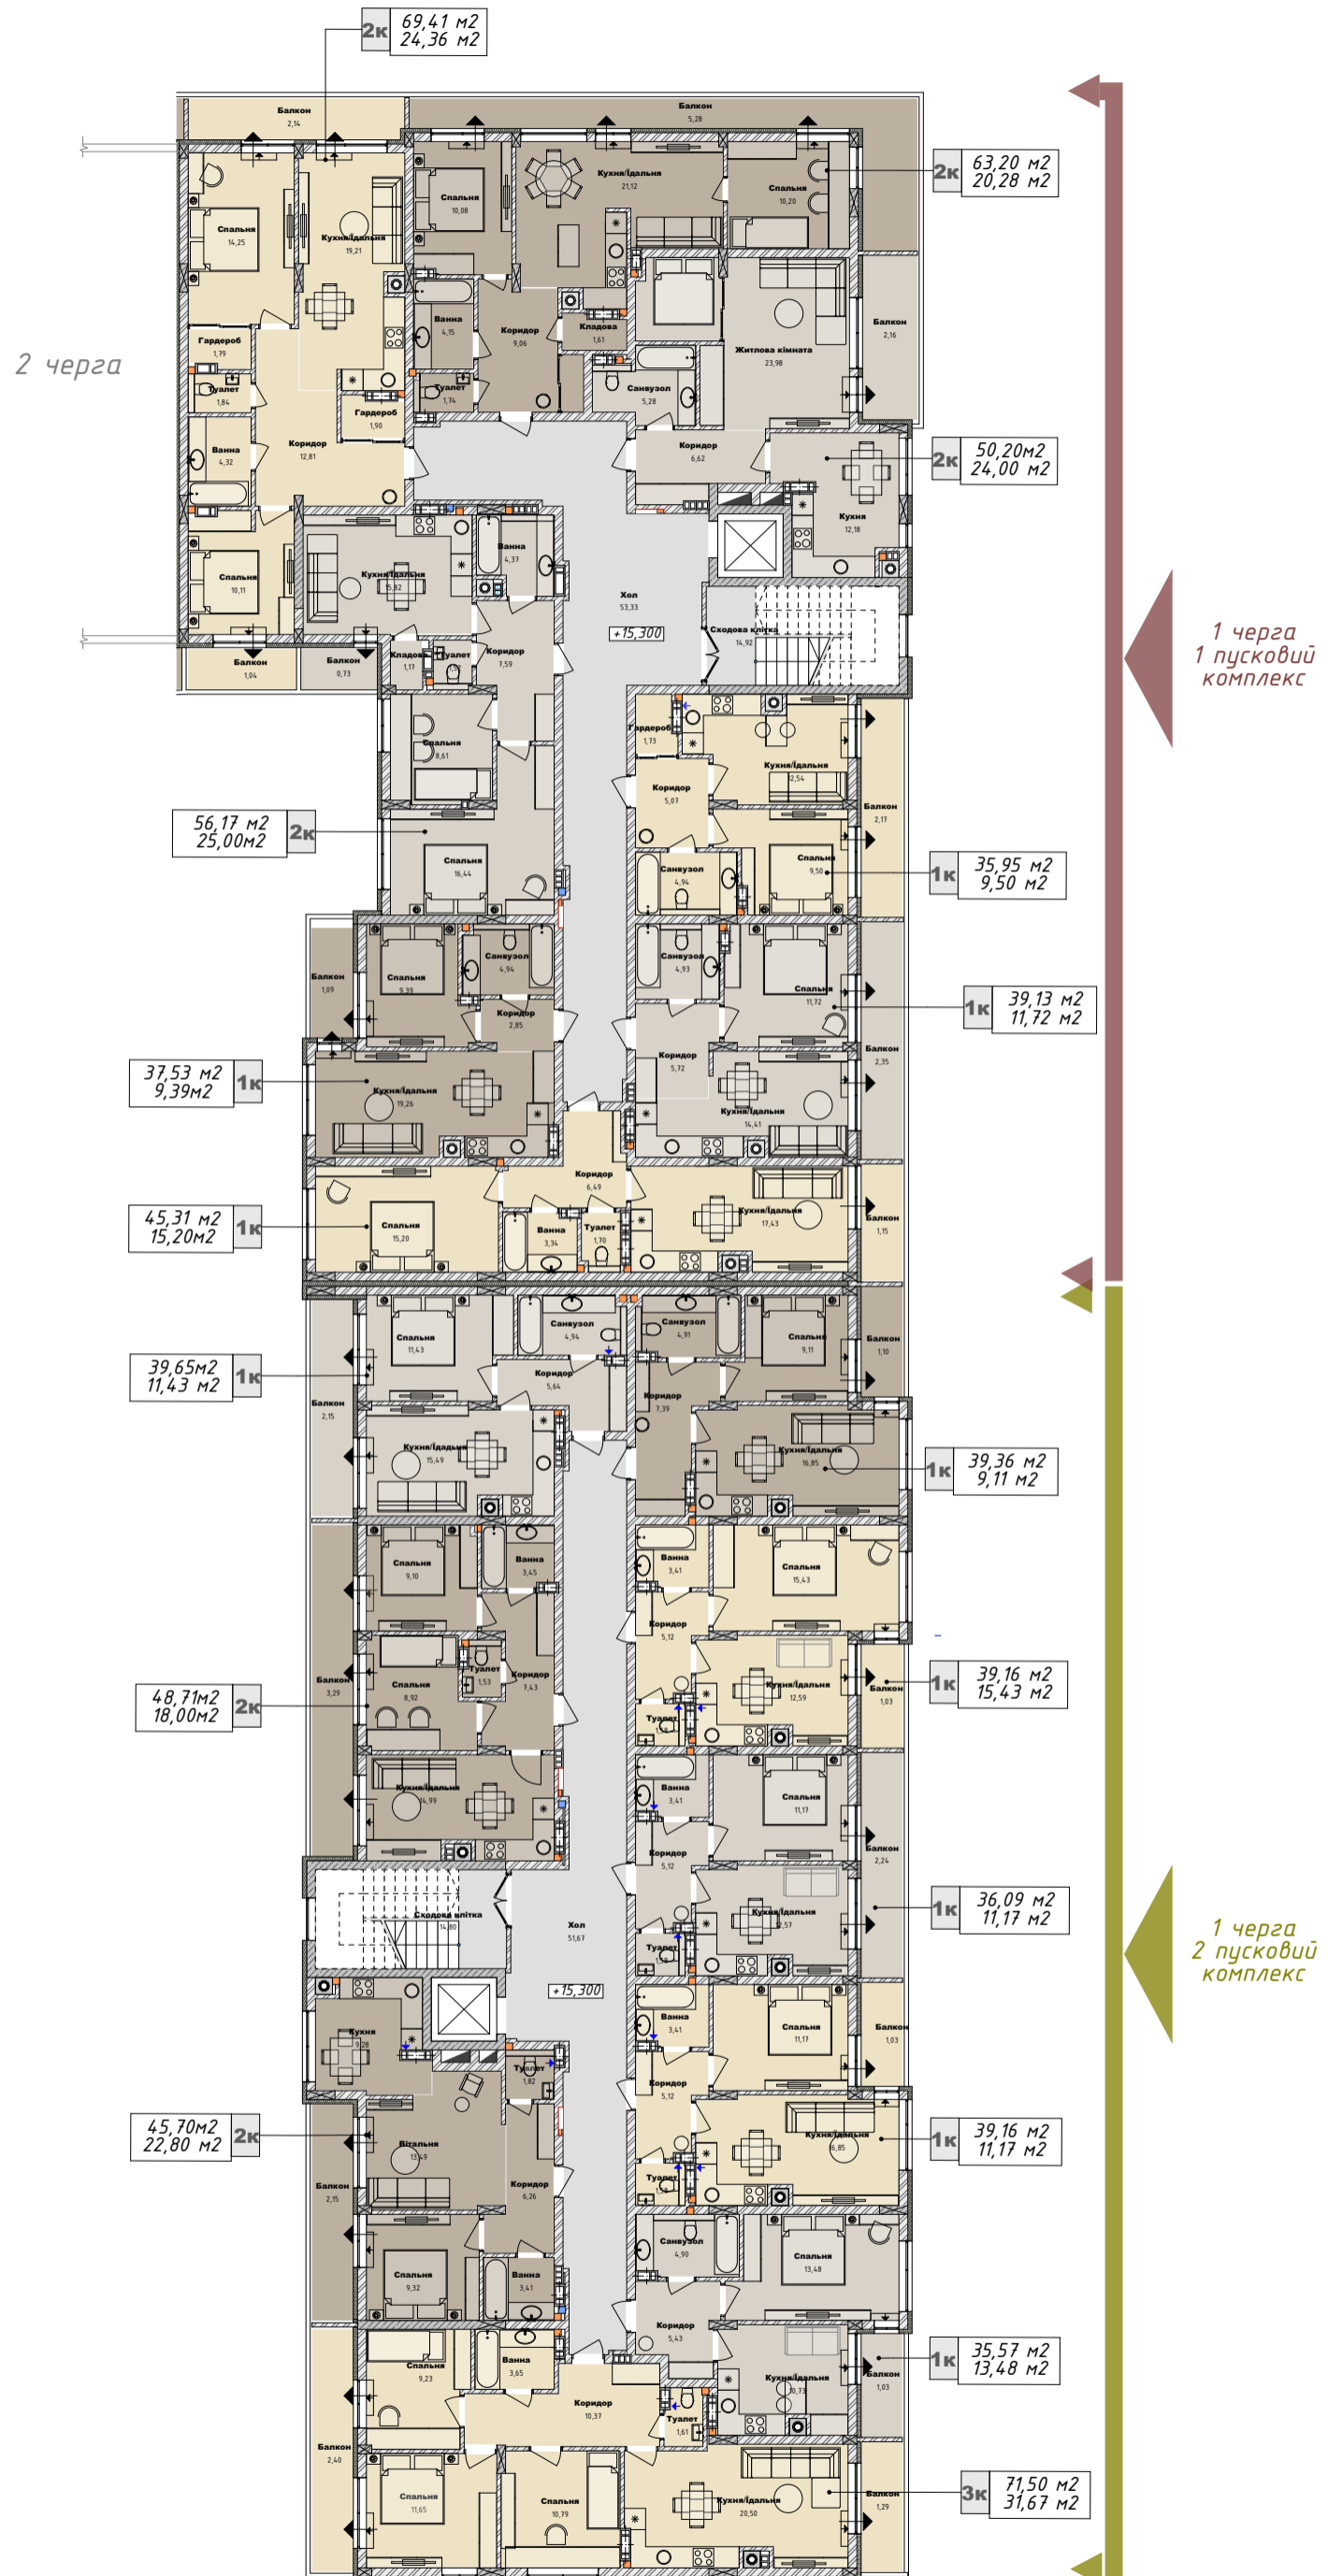 2к
69,41 м2
24,36 м2
Балкон
2,14
Балкон
5,28
2к
63,20 м2
20,28 м2
Кухня/Їдальня
21,12
Спальня
10,20
Спальня
10,08
Спальня
14,25
Кухня/Їдальня
19,21
Ванна
4,15
Коридор
9,06
Кладова
1,61
Балкон
2,16
Гардероб
1,79
Житлова кімната
23,98
2 черга
Туалет
1,84
Туалет
1,74
Санвузол
5,28
Гардероб
1,90
Коридор
12,81
Коридор
6,62
Ванна
4,32
2к
50,20м2
24,00 м2
Кухня
12,18
Ванна
4,37
Спальня
10,11
Кухня/Їдальня
15,82
Хол
53,33
+15,300
Сходова клітка
14,92
1 черга
1 пусковий
комплекс
Балкон
1,04
Балкон
0,73
Кладова
1,17
Туалет
Коридор
7,59
Гардероб
1,73
Спальня
8,61
Кухня/Їдальня
12,54
Коридор
5,07
Балкон
2,17
56,17 м2
25,00м2
2к
Спальня
16,44
Спальня
9,50
Санвузол
4,94
1к
35,95 м2
9,50 м2
Балкон
1,09
Спальня
9,39
Санвузол
4,94
Санвузол
4,93
Спальня
11,72
1к
39,13 м2
11,72 м2
Коридор
2,85
Коридор
5,72
Балкон
2,35
37,53 м2
9,39м2
1к
Кухня/Їдальня
19,26
Кухня/Їдальня
14,41
Коридор
6,49
45,31 м2
15,20м2
1к
Спальня
15,20
Ванна
3,34
Туалет
1,70
Кухня/Їдальня
17,43
Балкон
1,15
Спальня
11,43
Санвузол
4,94
Санвузол
4,91
Спальня
9,11
Балкон
1,10
39,65м2
11,43 м2
1к
Коридор
5,64
Коридор
7,39
Балкон
2,15
Кухня/Їдальня
15,49
Кухня/Їдальня
16,85
1к
39,36 м2
9,11 м2
Спальня
9,10
Ванна
3,45
Ванна
3,41
Спальня
15,43
Коридор
5,12
Балкон
3,29
Спальня
8,92
Туалет
1,53
Коридор
7,43
Кухня/Їдальня
12,59
Балкон
1,03
1к
39,16 м2
15,43 м2
48,71м2
18,00м2
2к
Туалет
Кухня/Їдальня
14,99
Ванна
3,41
Спальня
11,17
Коридор
5,12
Балкон
2,24
Сходова клітка
14,80
Хол
51,67
Кухня/Їдальня
12,57
1к
36,09 м2
11,17 м2
1 черга
2 пусковий
комплекс
Туалет
+15,300
Кухня
9,28
Ванна
3,41
Спальня
11,17
Балкон
1,03
Туалет
1,82
Коридор
5,12
45,70м2
22,80 м2
2к
Вітальня
13,49
Кухня/Їдальня
16,85
1к
39,16 м2
11,17 м2
Балкон
2,15
Коридор
6,26
Туалет
Спальня
9,32
Ванна
3,41
Санвузол
4,90
Спальня
13,48
Коридор
5,43
Спальня
9,23
Ванна
3,65
Кухня/Їдальня
10,73
Балкон
1,03
1к
35,57 м2
13,48 м2
Коридор
10,37
Туалет
1,61
Балкон
2,40
Спальня
11,65
Спальня
10,79
Кухня/Їдальня
20,50
Балкон
1,29
3к
71,50 м2
31,67 м2